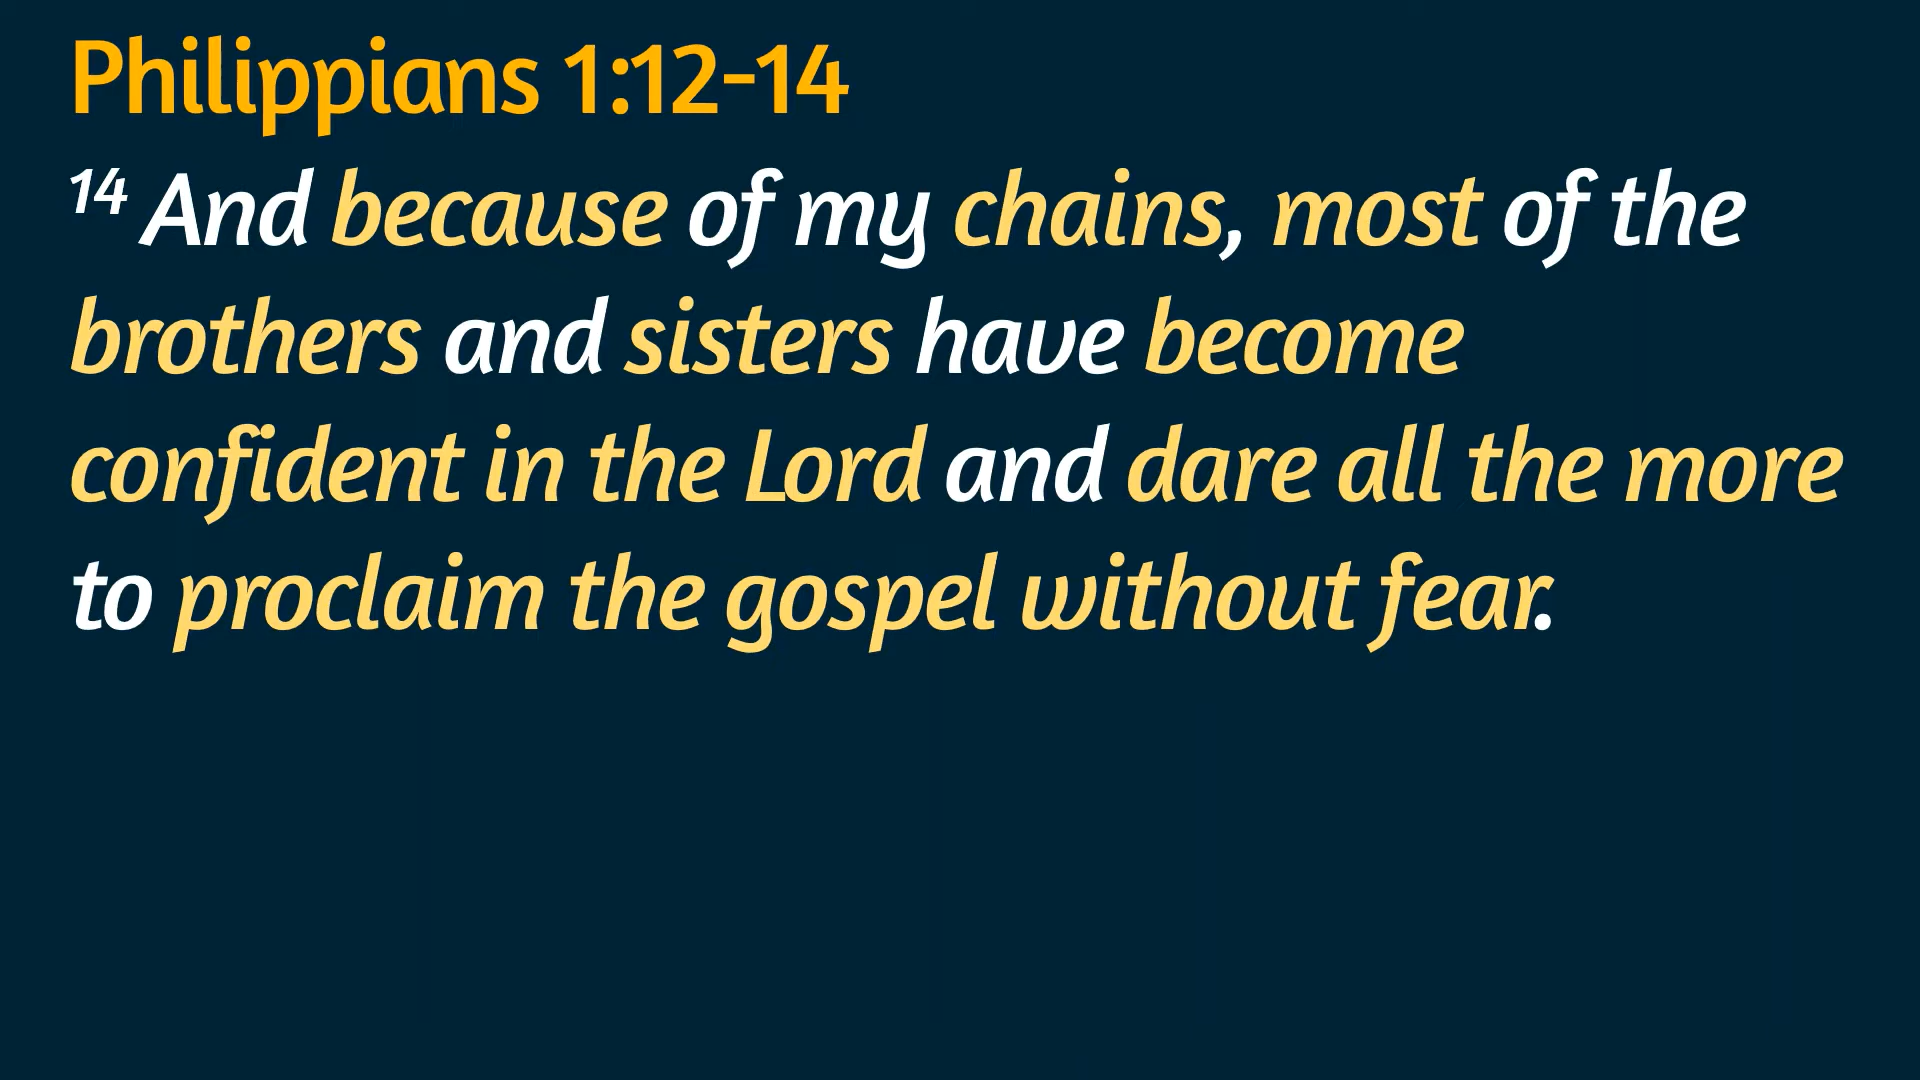 Philippians 1:12-14
14 And because of my chains, most of the
brothers and sisters have become
confident in the Lord and dare all the more
to proclaim the gospel without fear.